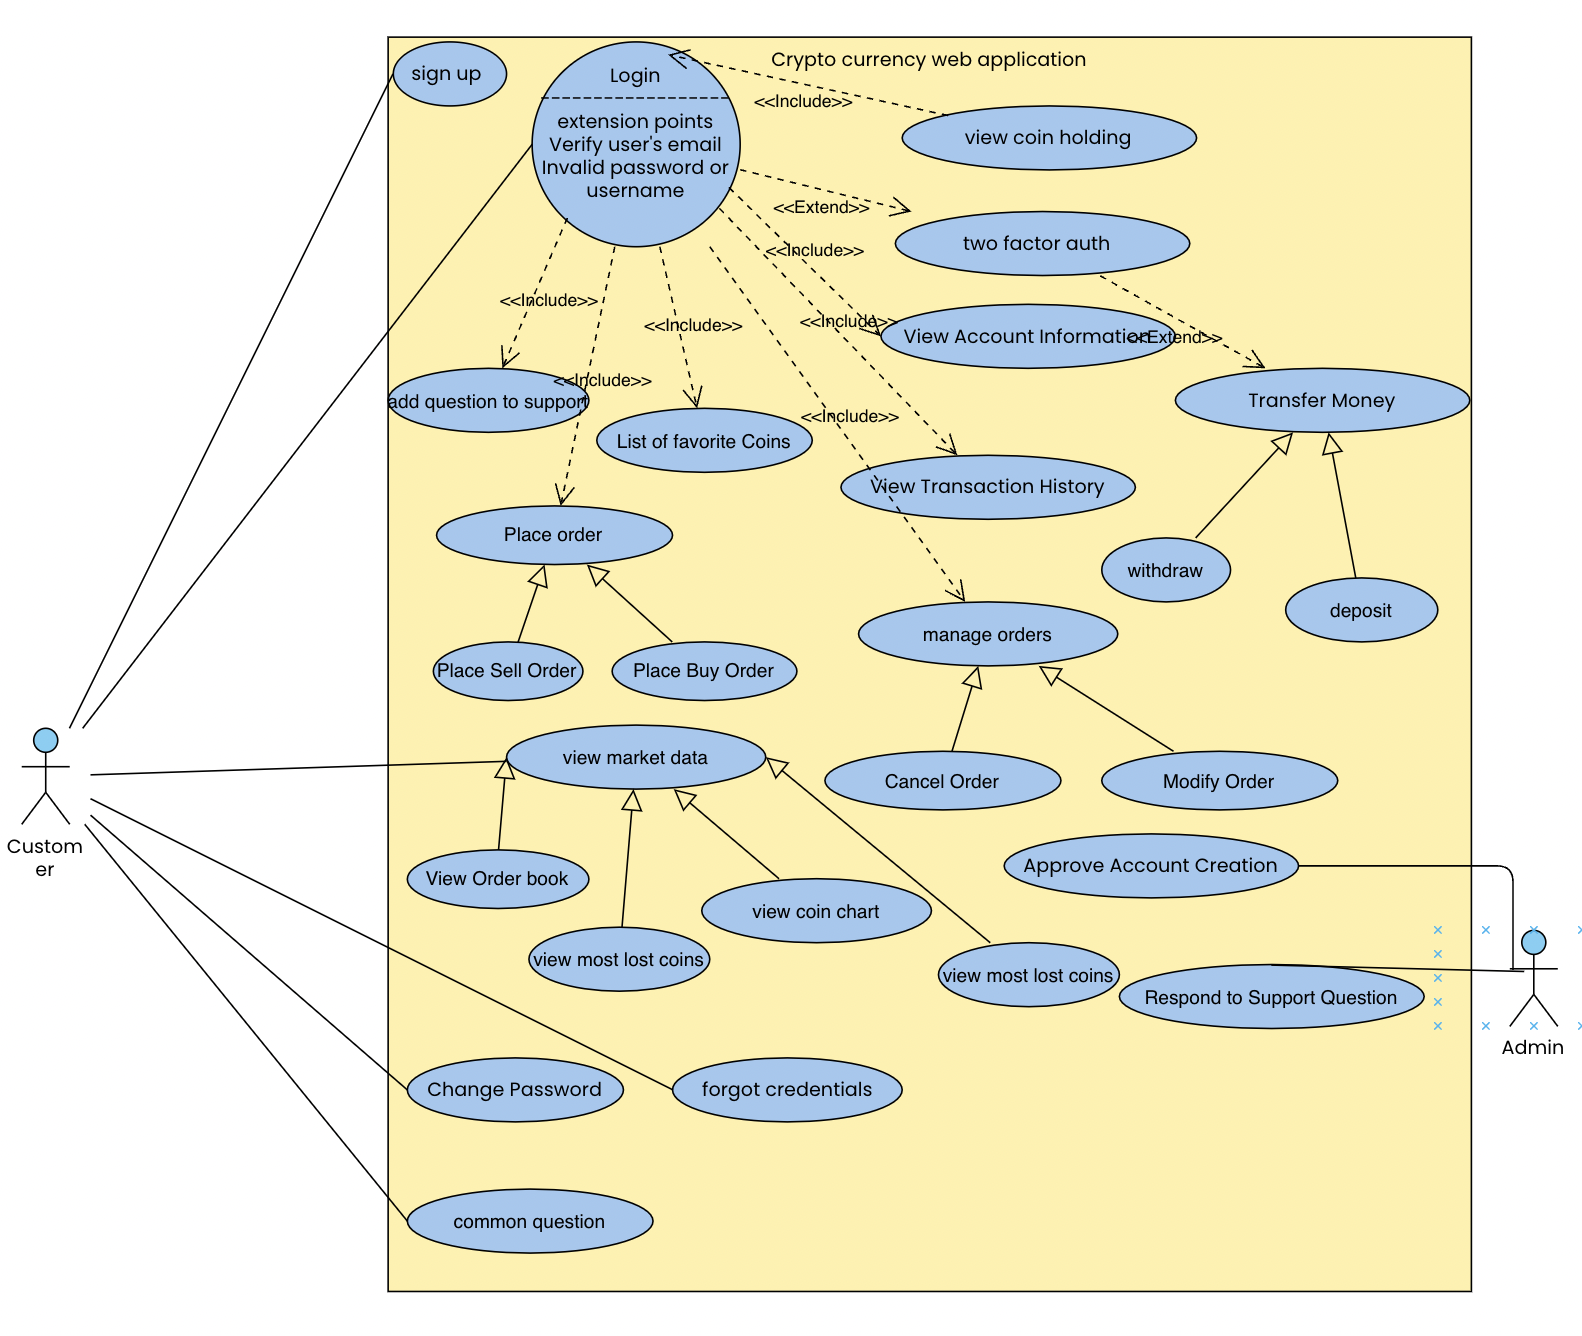 sign up
Login
extension points
Verify user's email
Invalid password or
username
Crypto currency web application
<<Include>>
view coin holding
<<Extend>>
two factor auth
<<Include>>
<<Include>>
<<Include>>
<<Include>>
View Account Information
<<Extend>>
<<Include>>
add question to support
Transfer Money
<<Include>>
List of favorite Coins
View Transaction History
Place order
withdraw
deposit
manage orders
Place Sell Order
Place Buy Order
view market data
Cancel Order
Modify Order
Custom
er
Approve Account Creation
View Order book
view coin chart
view most lost coins
view most lost coins
Respond to Support Question
Admin
Change Password
forgot credentials
common question